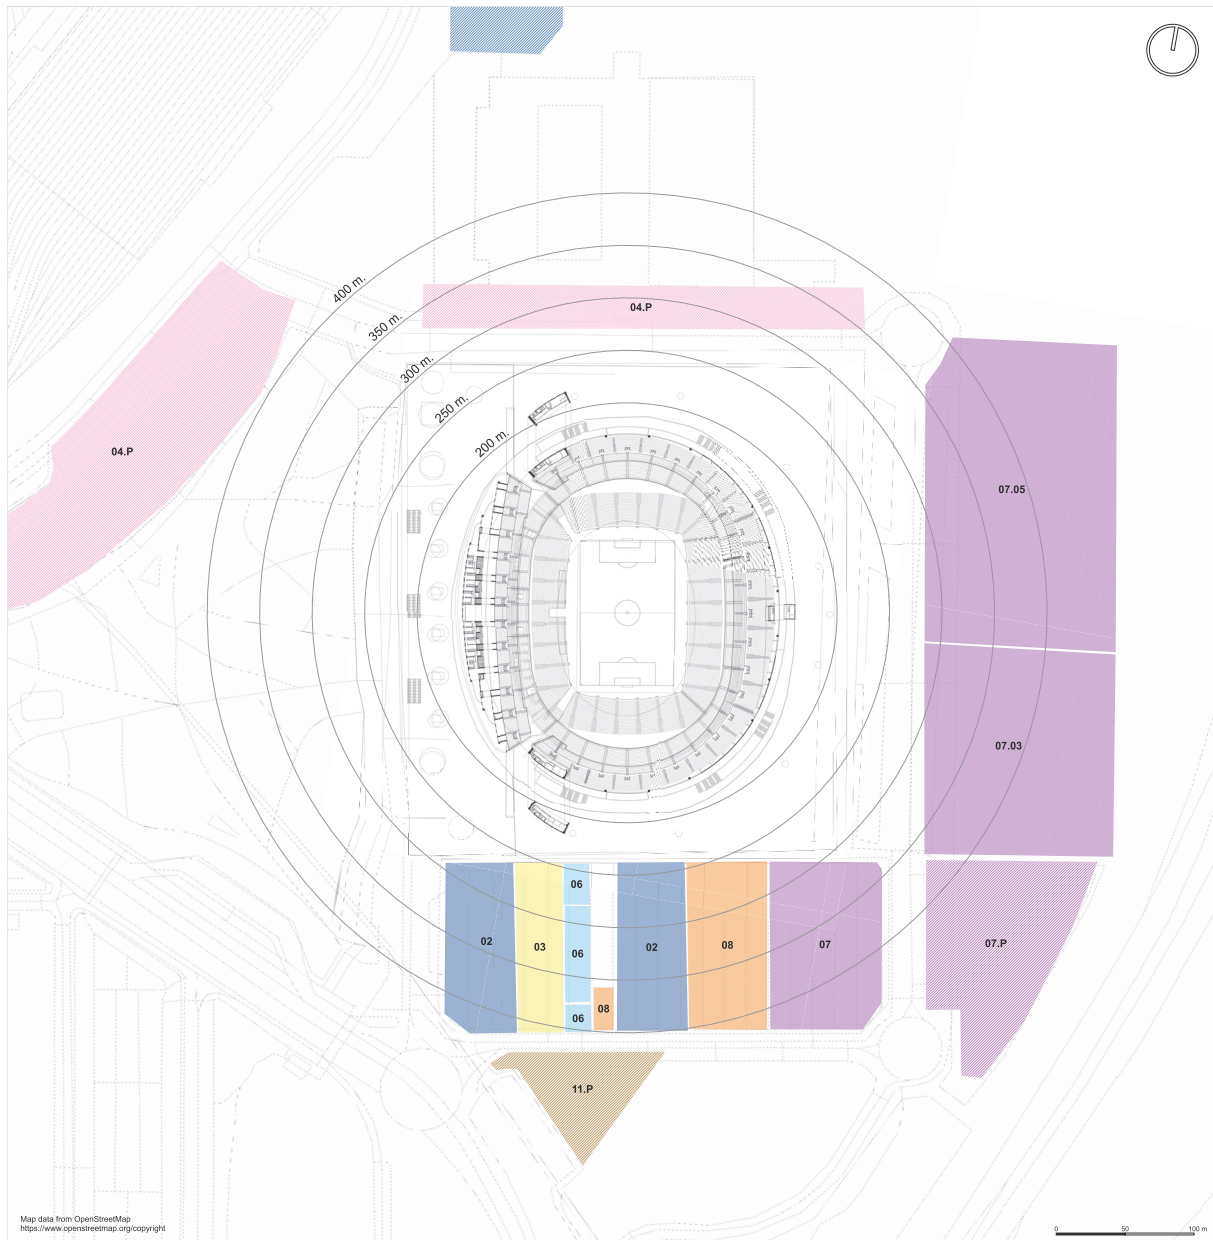 400 m.
350 m.
300 m.
250 m.
200 m.
04.P
04.P
07.05
07.03
07.P
02
03
06
06
06
08
02
08
07
11.P
Map data from OpenStreetMap
https://www.openstreetmap.org/copyright
0 50 100 m